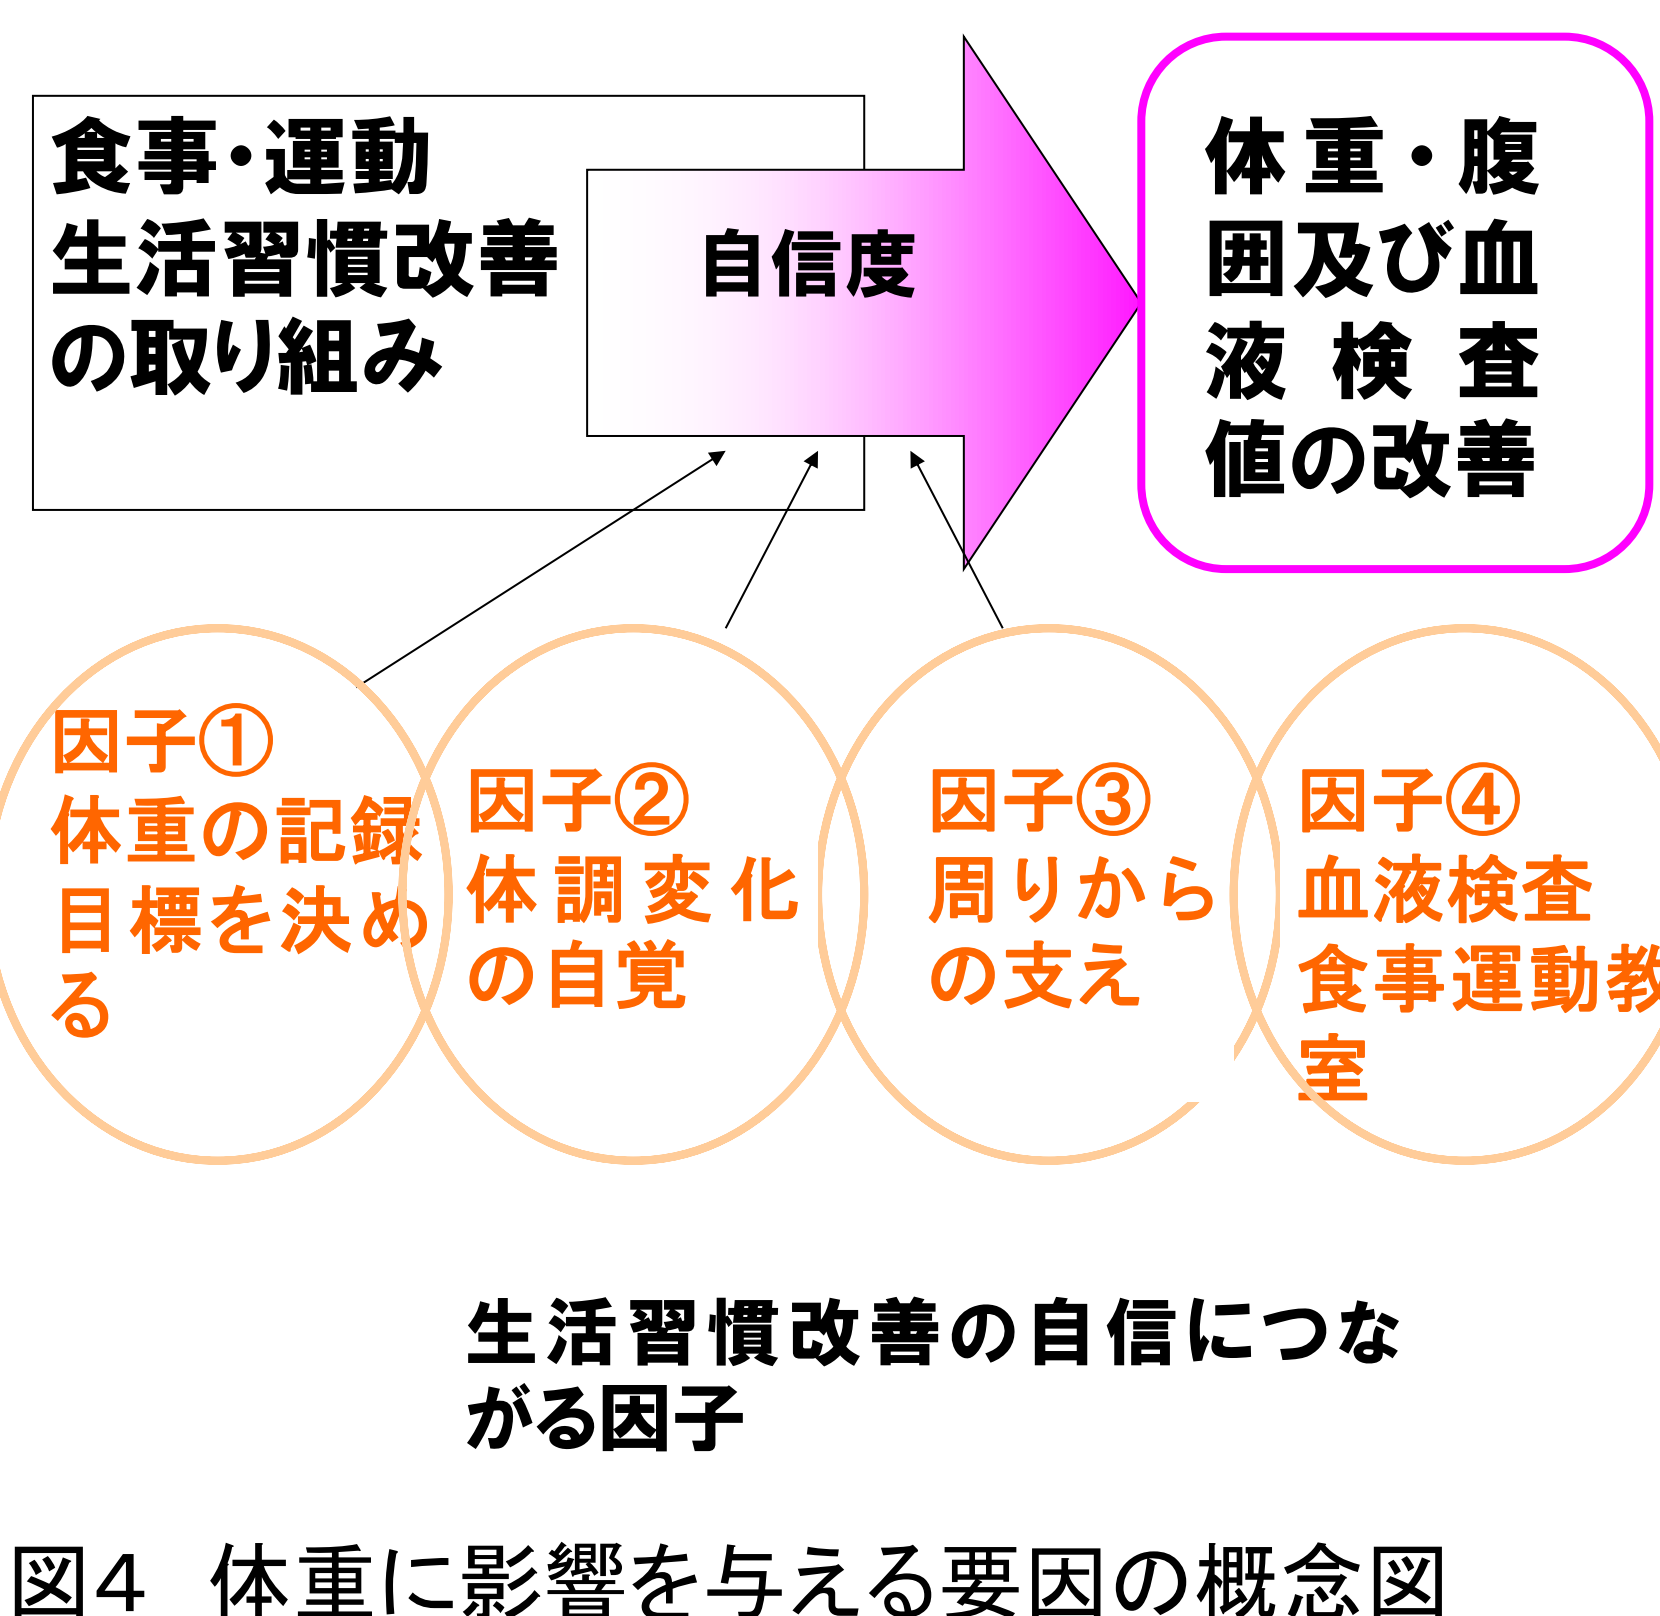 食事・運動
生活習慣改善
の取り組み
自信度
体重・腹
囲及び血
液検査
値の改善
因子①
体重の記録
目標を決め
る
因子②
体調変化
の自覚
因子③
周りから
の支え
因子④
血液検査
食事運動教
室
生活習慣改善の自信につな
がる因子
図４　体重に影響を与える要因の概念図